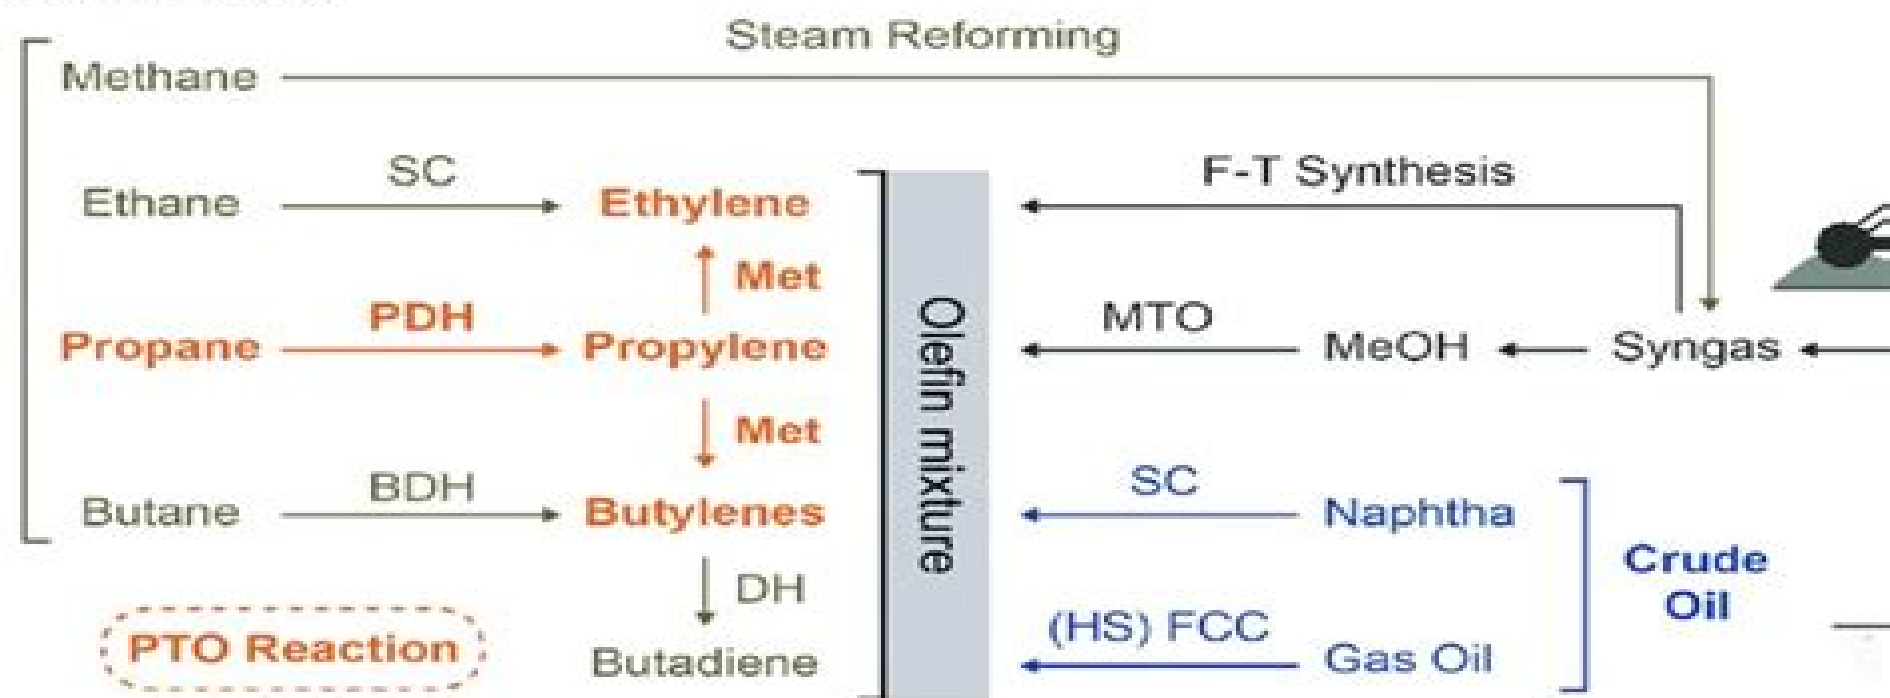 Steam Reforming
Methane
SC
F-T Synthesis
Ethane
Ethylene
Met
PDH
MTO
Propane
Propylene
MeOH
Syngas
Met
BDH
SC
Butane
Butylenes
Naphtha
Olefin mixture
Crude
Oil
DH
(HS) FCC
PTO Reaction
Butadiene
Gas Oil